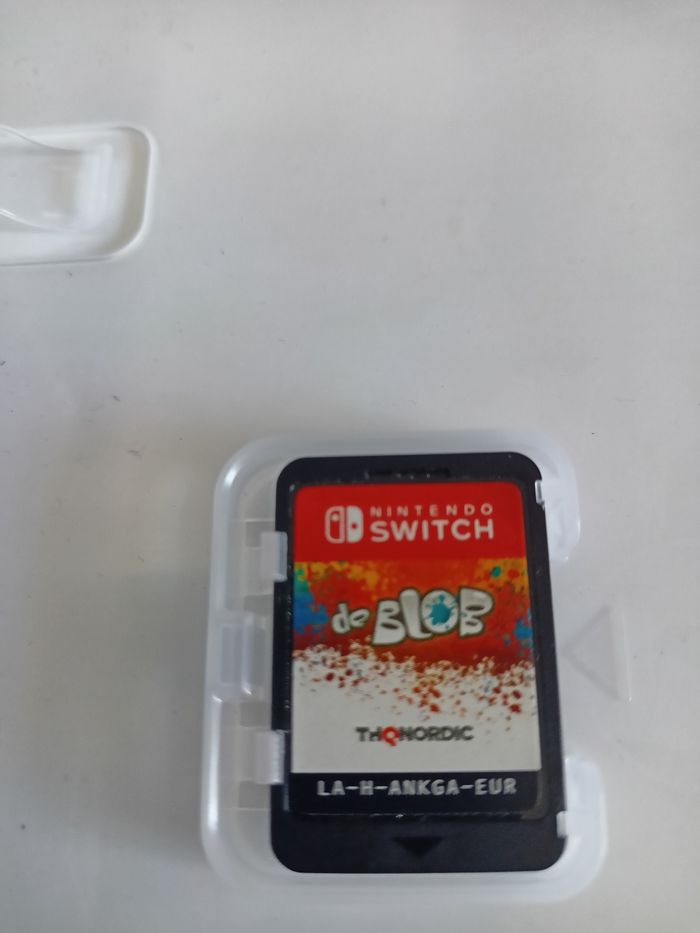 NINTENDO
SWITCH
de BLOB
THQNORDIC
LA-H-ANKGA-EUR